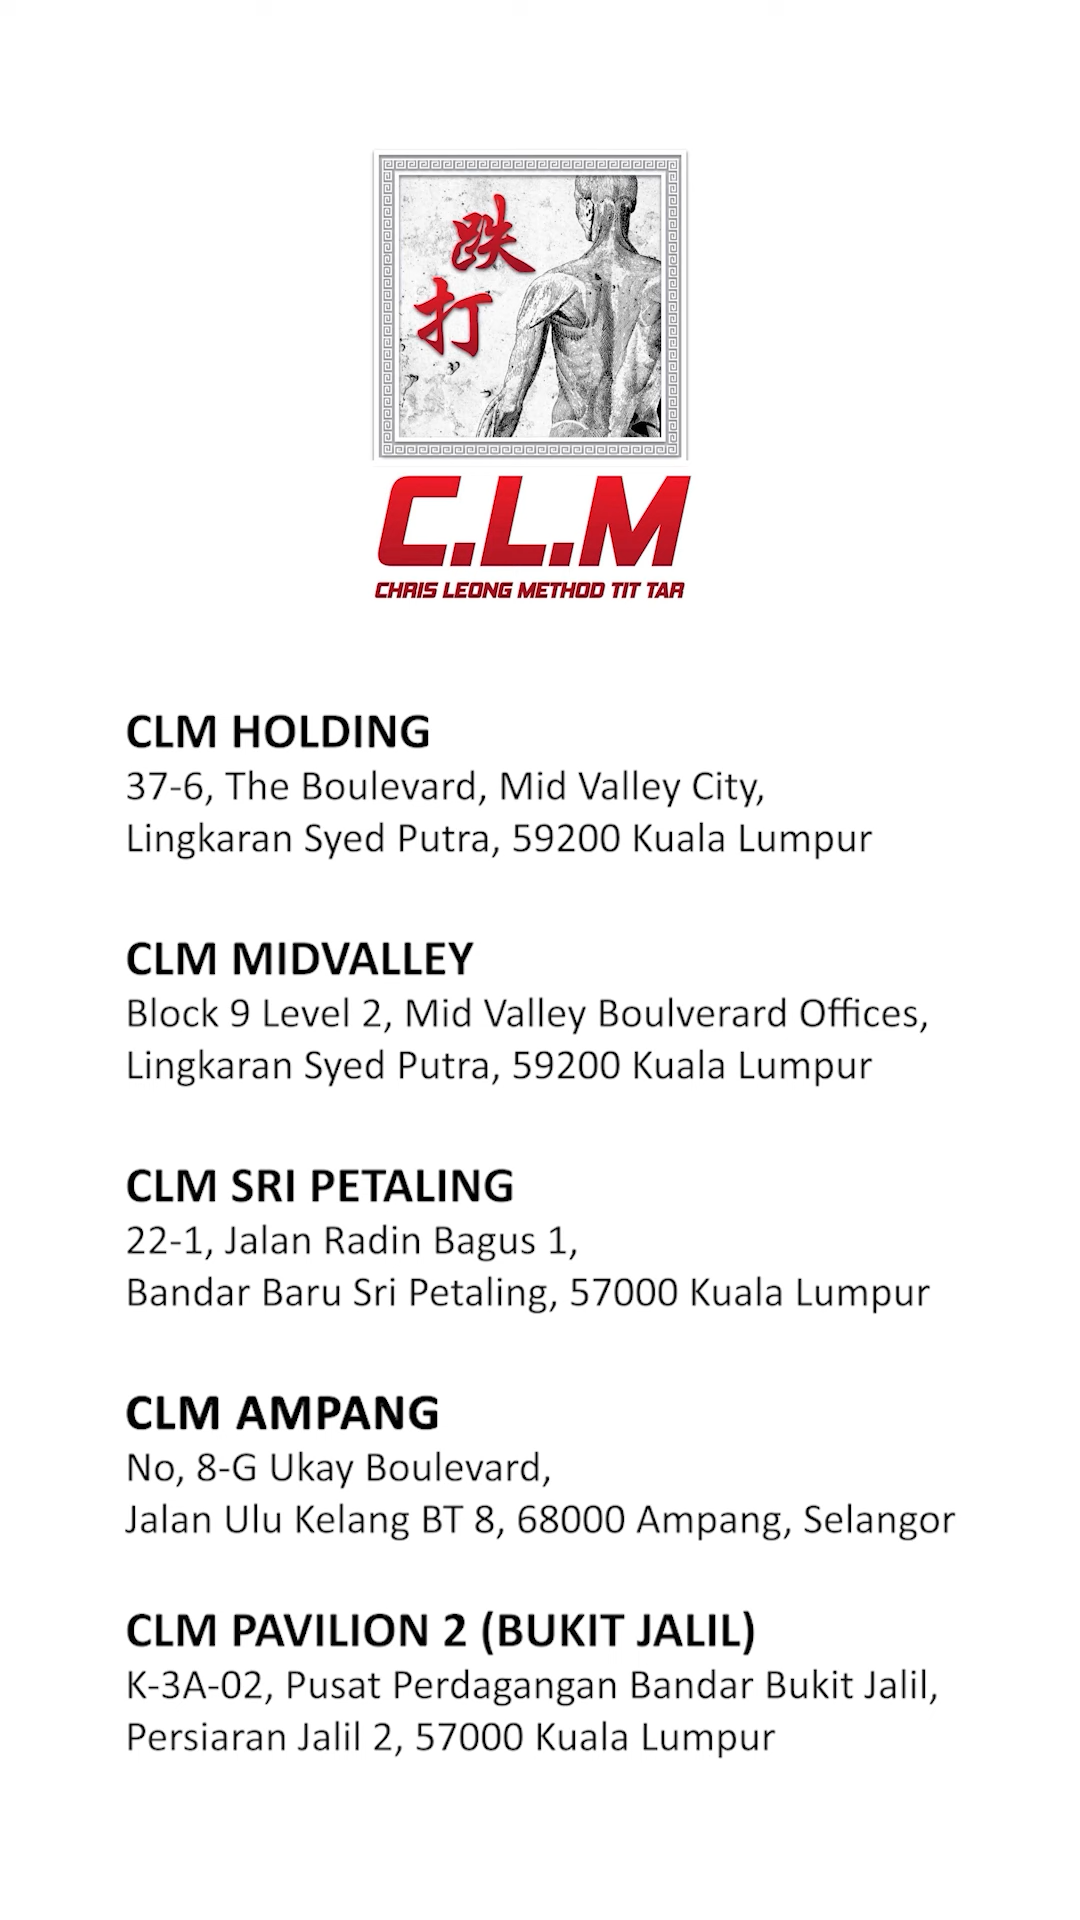 跌
打
C.L.M
CHRIS LEONG METHOD TIT TAR
CLM HOLDING
37-6, The Boulevard, Mid Valley City,
Lingkaran Syed Putra, 59200 Kuala Lumpur
CLM MIDVALLEY
Block 9 Level 2, Mid Valley Boulverard Offices,
Lingkaran Syed Putra, 59200 Kuala Lumpur
CLM SRI PETALING
22-1, Jalan Radin Bagus 1,
Bandar Baru Sri Petaling, 57000 Kuala Lumpur
CLM AMPANG
No, 8-G Ukay Boulevard,
Jalan Ulu Kelang BT 8, 68000 Ampang, Selangor
CLM PAVILION 2 (BUKIT JALIL)
K-3A-02, Pusat Perdagangan Bandar Bukit Jalil,
Persiaran Jalil 2, 57000 Kuala Lumpur